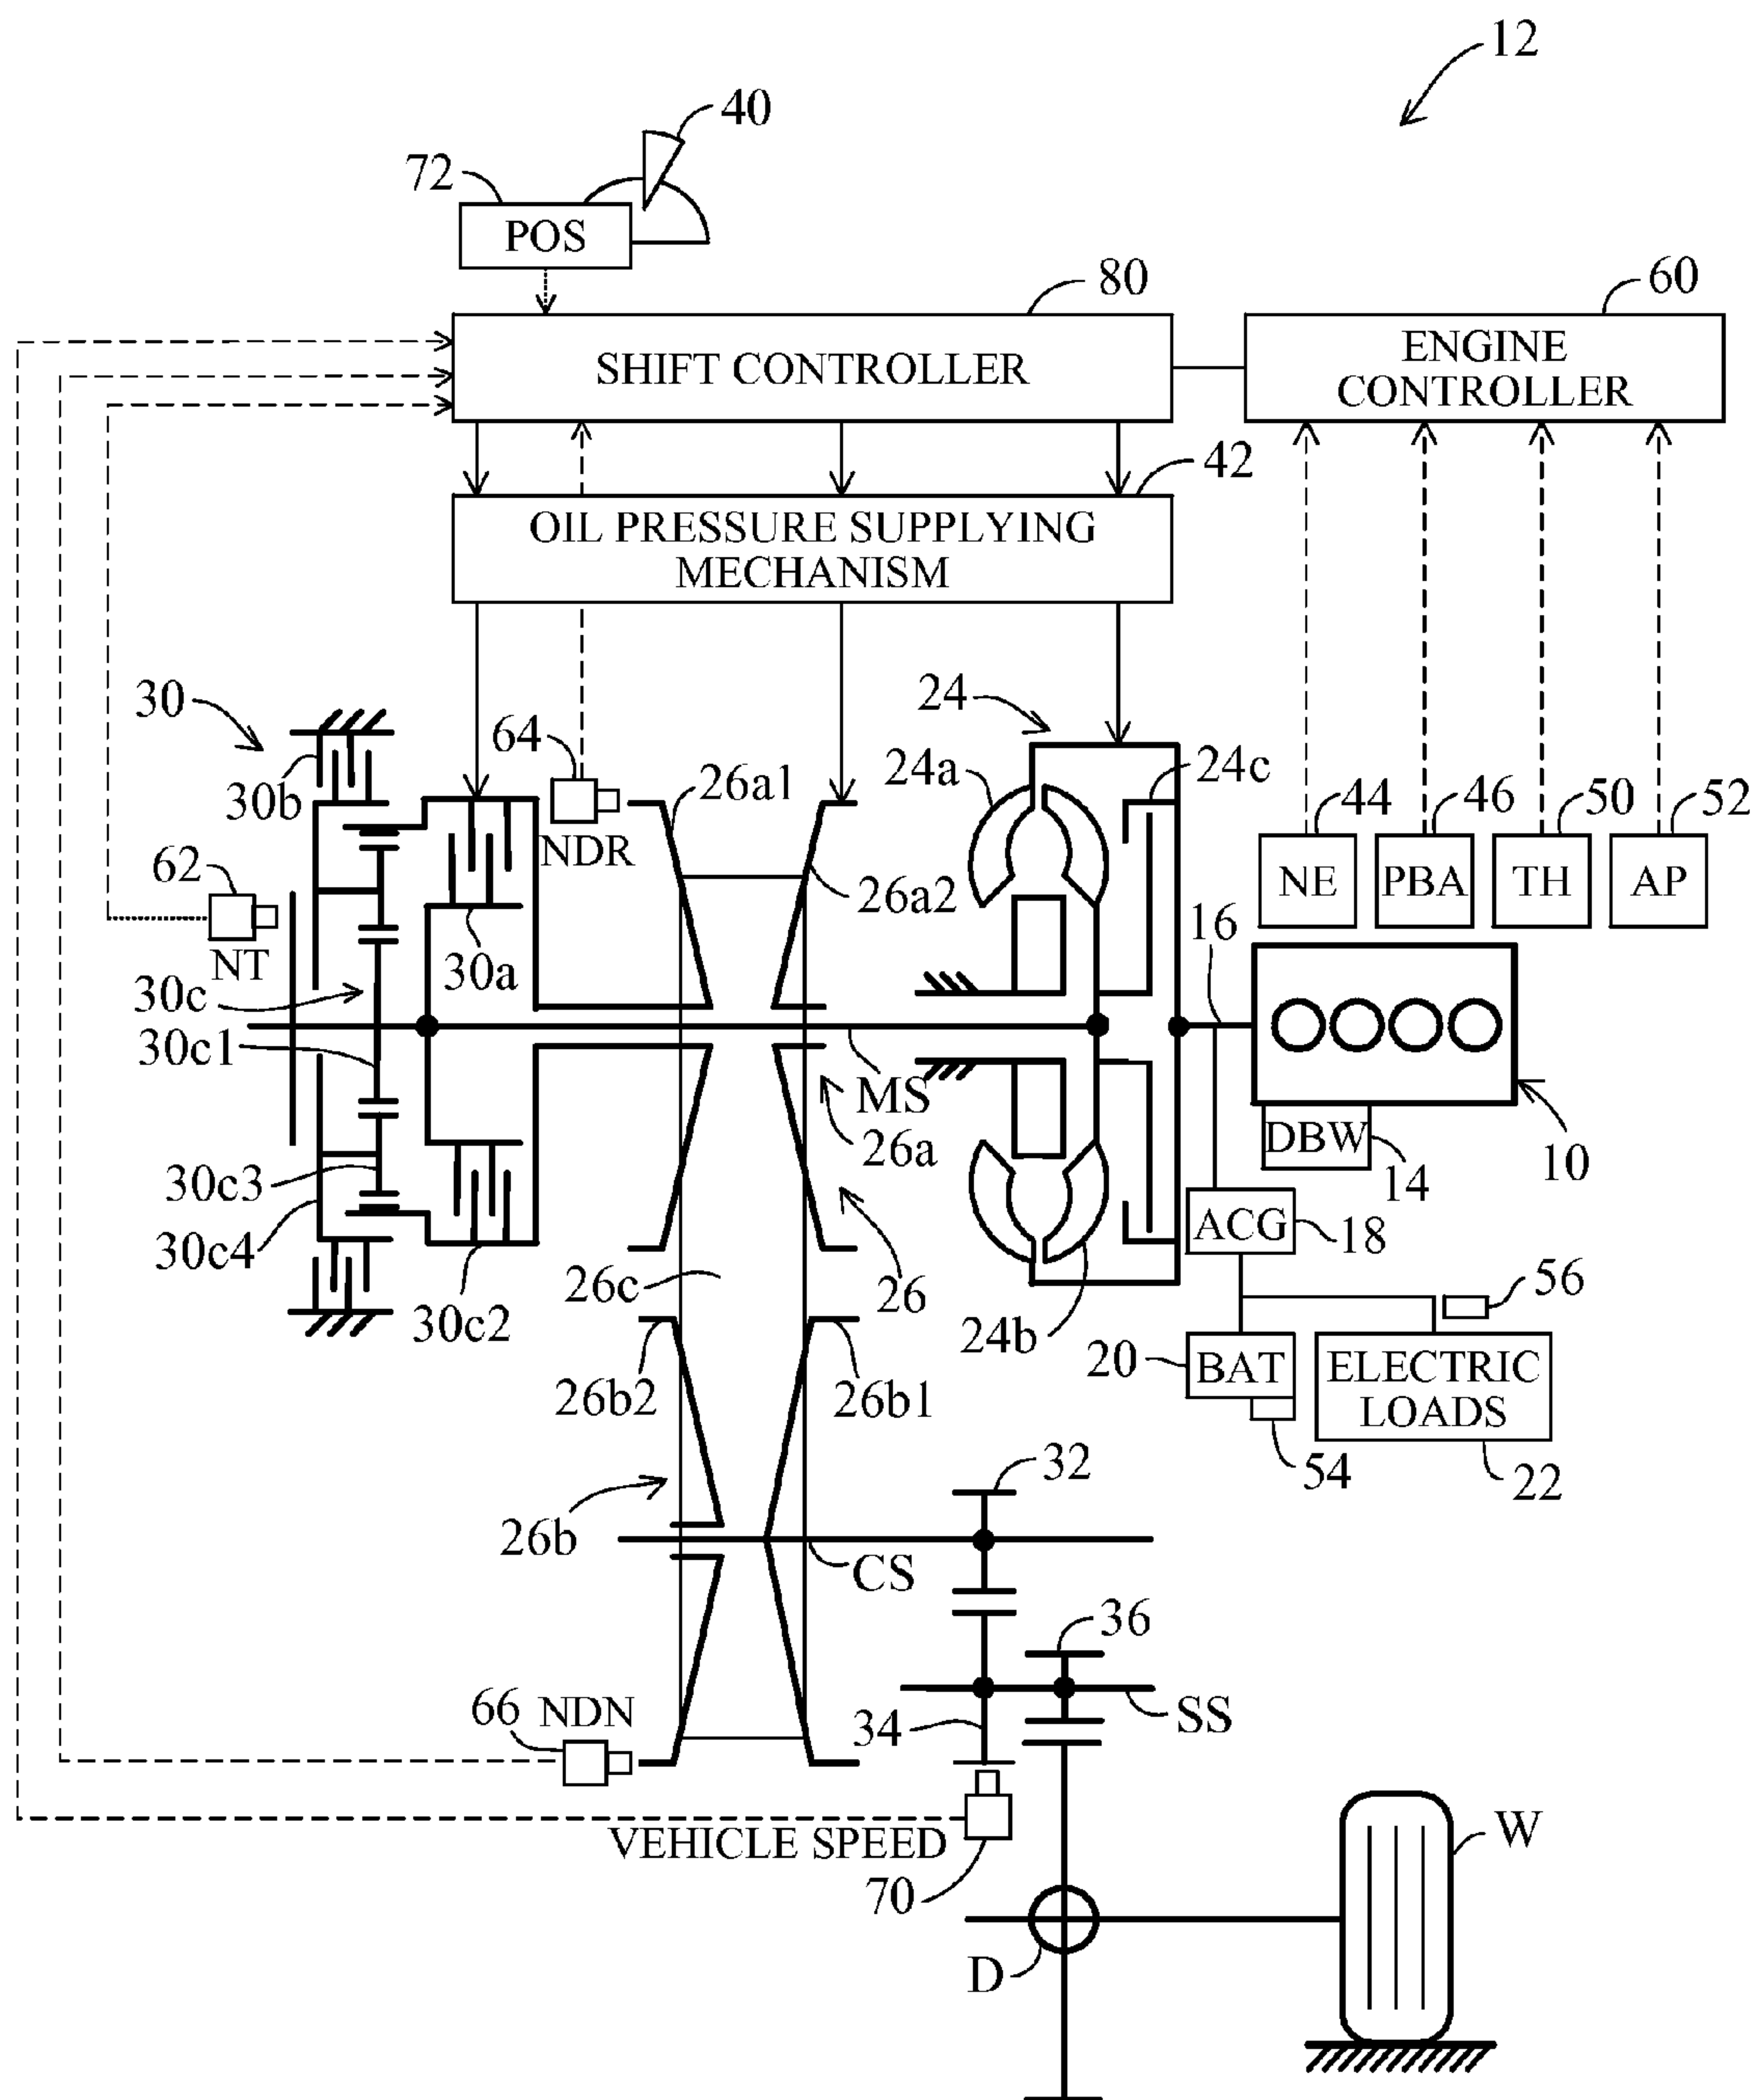 12
40
72
POS
80
60
SHIFT CONTROLLER
ENGINE
CONTROLLER
42
OIL PRESSURE SUPPLYING
MECHANISM
30
24
64
26a1
24a
24c
30b
44
46
50
52
NDR
62
26a2
NE
PBA
TH
AP
16
NT
30a
30c
30c1
MS
26a
DBW
14
10
30c3
ACG
18
30c4
26c
26
56
30c2
24b
20
BAT
ELECTRIC
LOADS
26b2
26b1
32
54
22
26b
CS
36
66
NDN
34
SS
VEHICLE SPEED
W
70
D